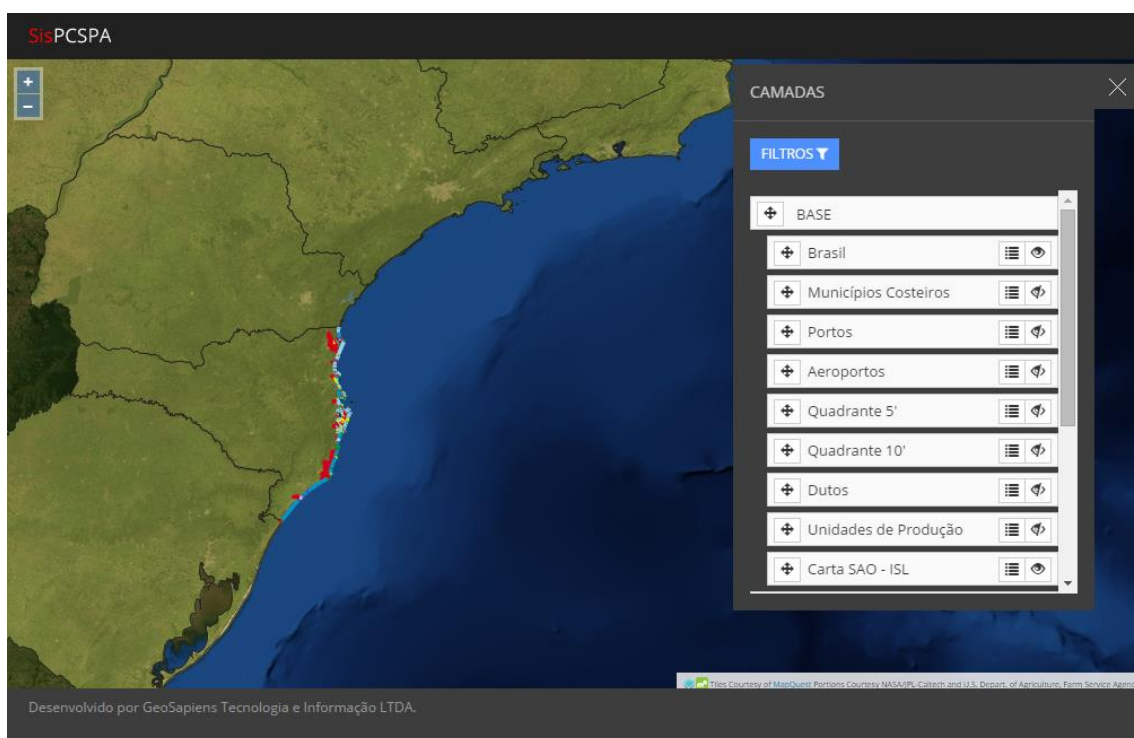 SisPCSPA
+
−
CAMADAS
FILTROS
BASE
Brasil
Municípios Costeiros
Portos
Aeroportos
Quadrante 5'
Quadrante 10'
Dutos
Unidades de Produção
Carta SAO - ISL
Tiles Courtesy of MapQuest Portions Courtesy NASA/JPL-Caltech and U.S. Depart. of Agriculture, Farm Service Agenc
Desenvolvido por GeoSapiens Tecnologia e Informação LTDA.